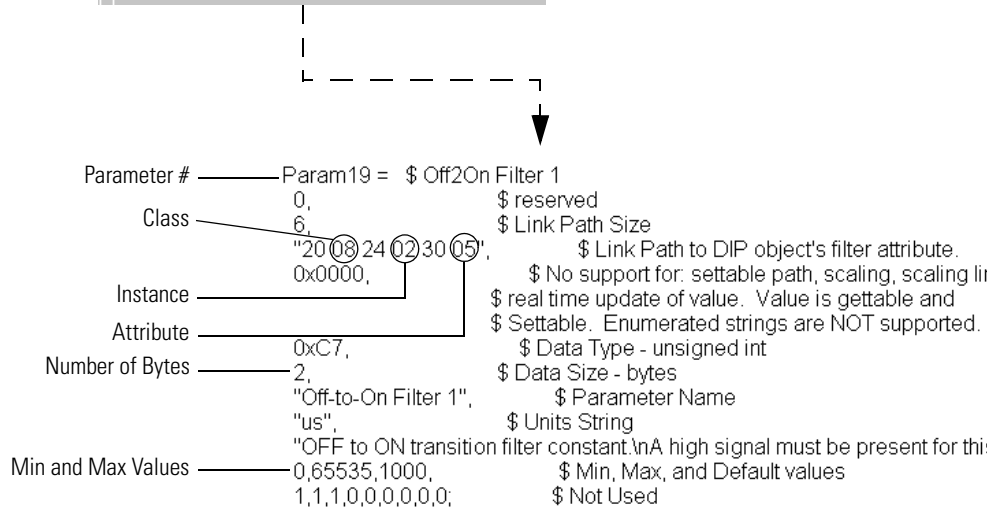 Parameter # Param19 = $ Off2On Filter 1
0, $ reserved
Class 6, $ Link Path Size
"20 08 24 02 30 05", $ Link Path to DIP object's filter attribute.
0x0000, $ No support for: settable path, scaling, scaling
Instance $ real time update of value. Value is gettable and
Attribute $ Settable. Enumerated strings are NOT supported.
0xC7, $ Data Type - unsigned int
Number of Bytes 2, $ Data Size - bytes
"Off-to-On Filter 1", $ Parameter Name
"us", $ Units String
"OFF to ON transition filter constant.\nA high signal must be present for this
Min and Max Values 0,65535,1000, $ Min, Max, and Default values
1,1,1,0,0,0,0,0,0; $ Not Used